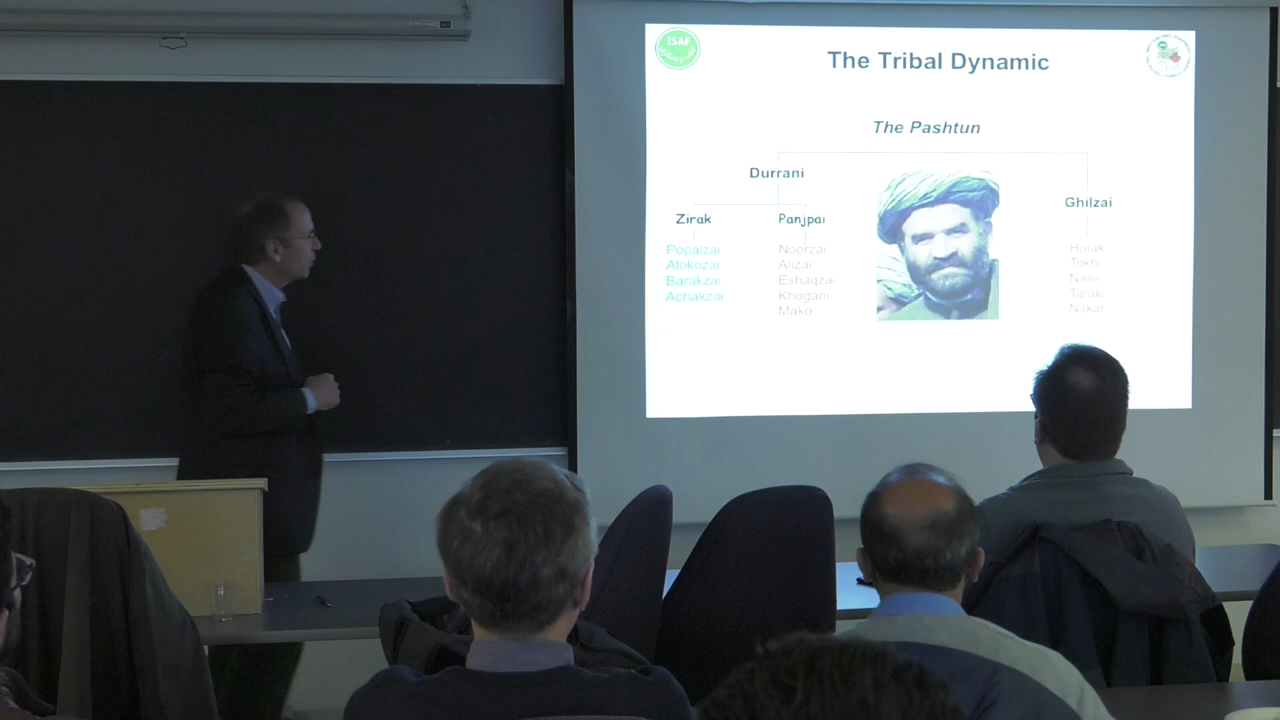 ISAF
The Tribal Dynamic
The Pashtun
Durrani
Ghilzai
Zirak
Panjpai
Popalzai
Alokozai
Barakzai
Achakzai
Noorzai
Alizai
Eshaqzai
Khogani
Mako
Hotak
Tokhi
Nasir
Taraki
Nakar